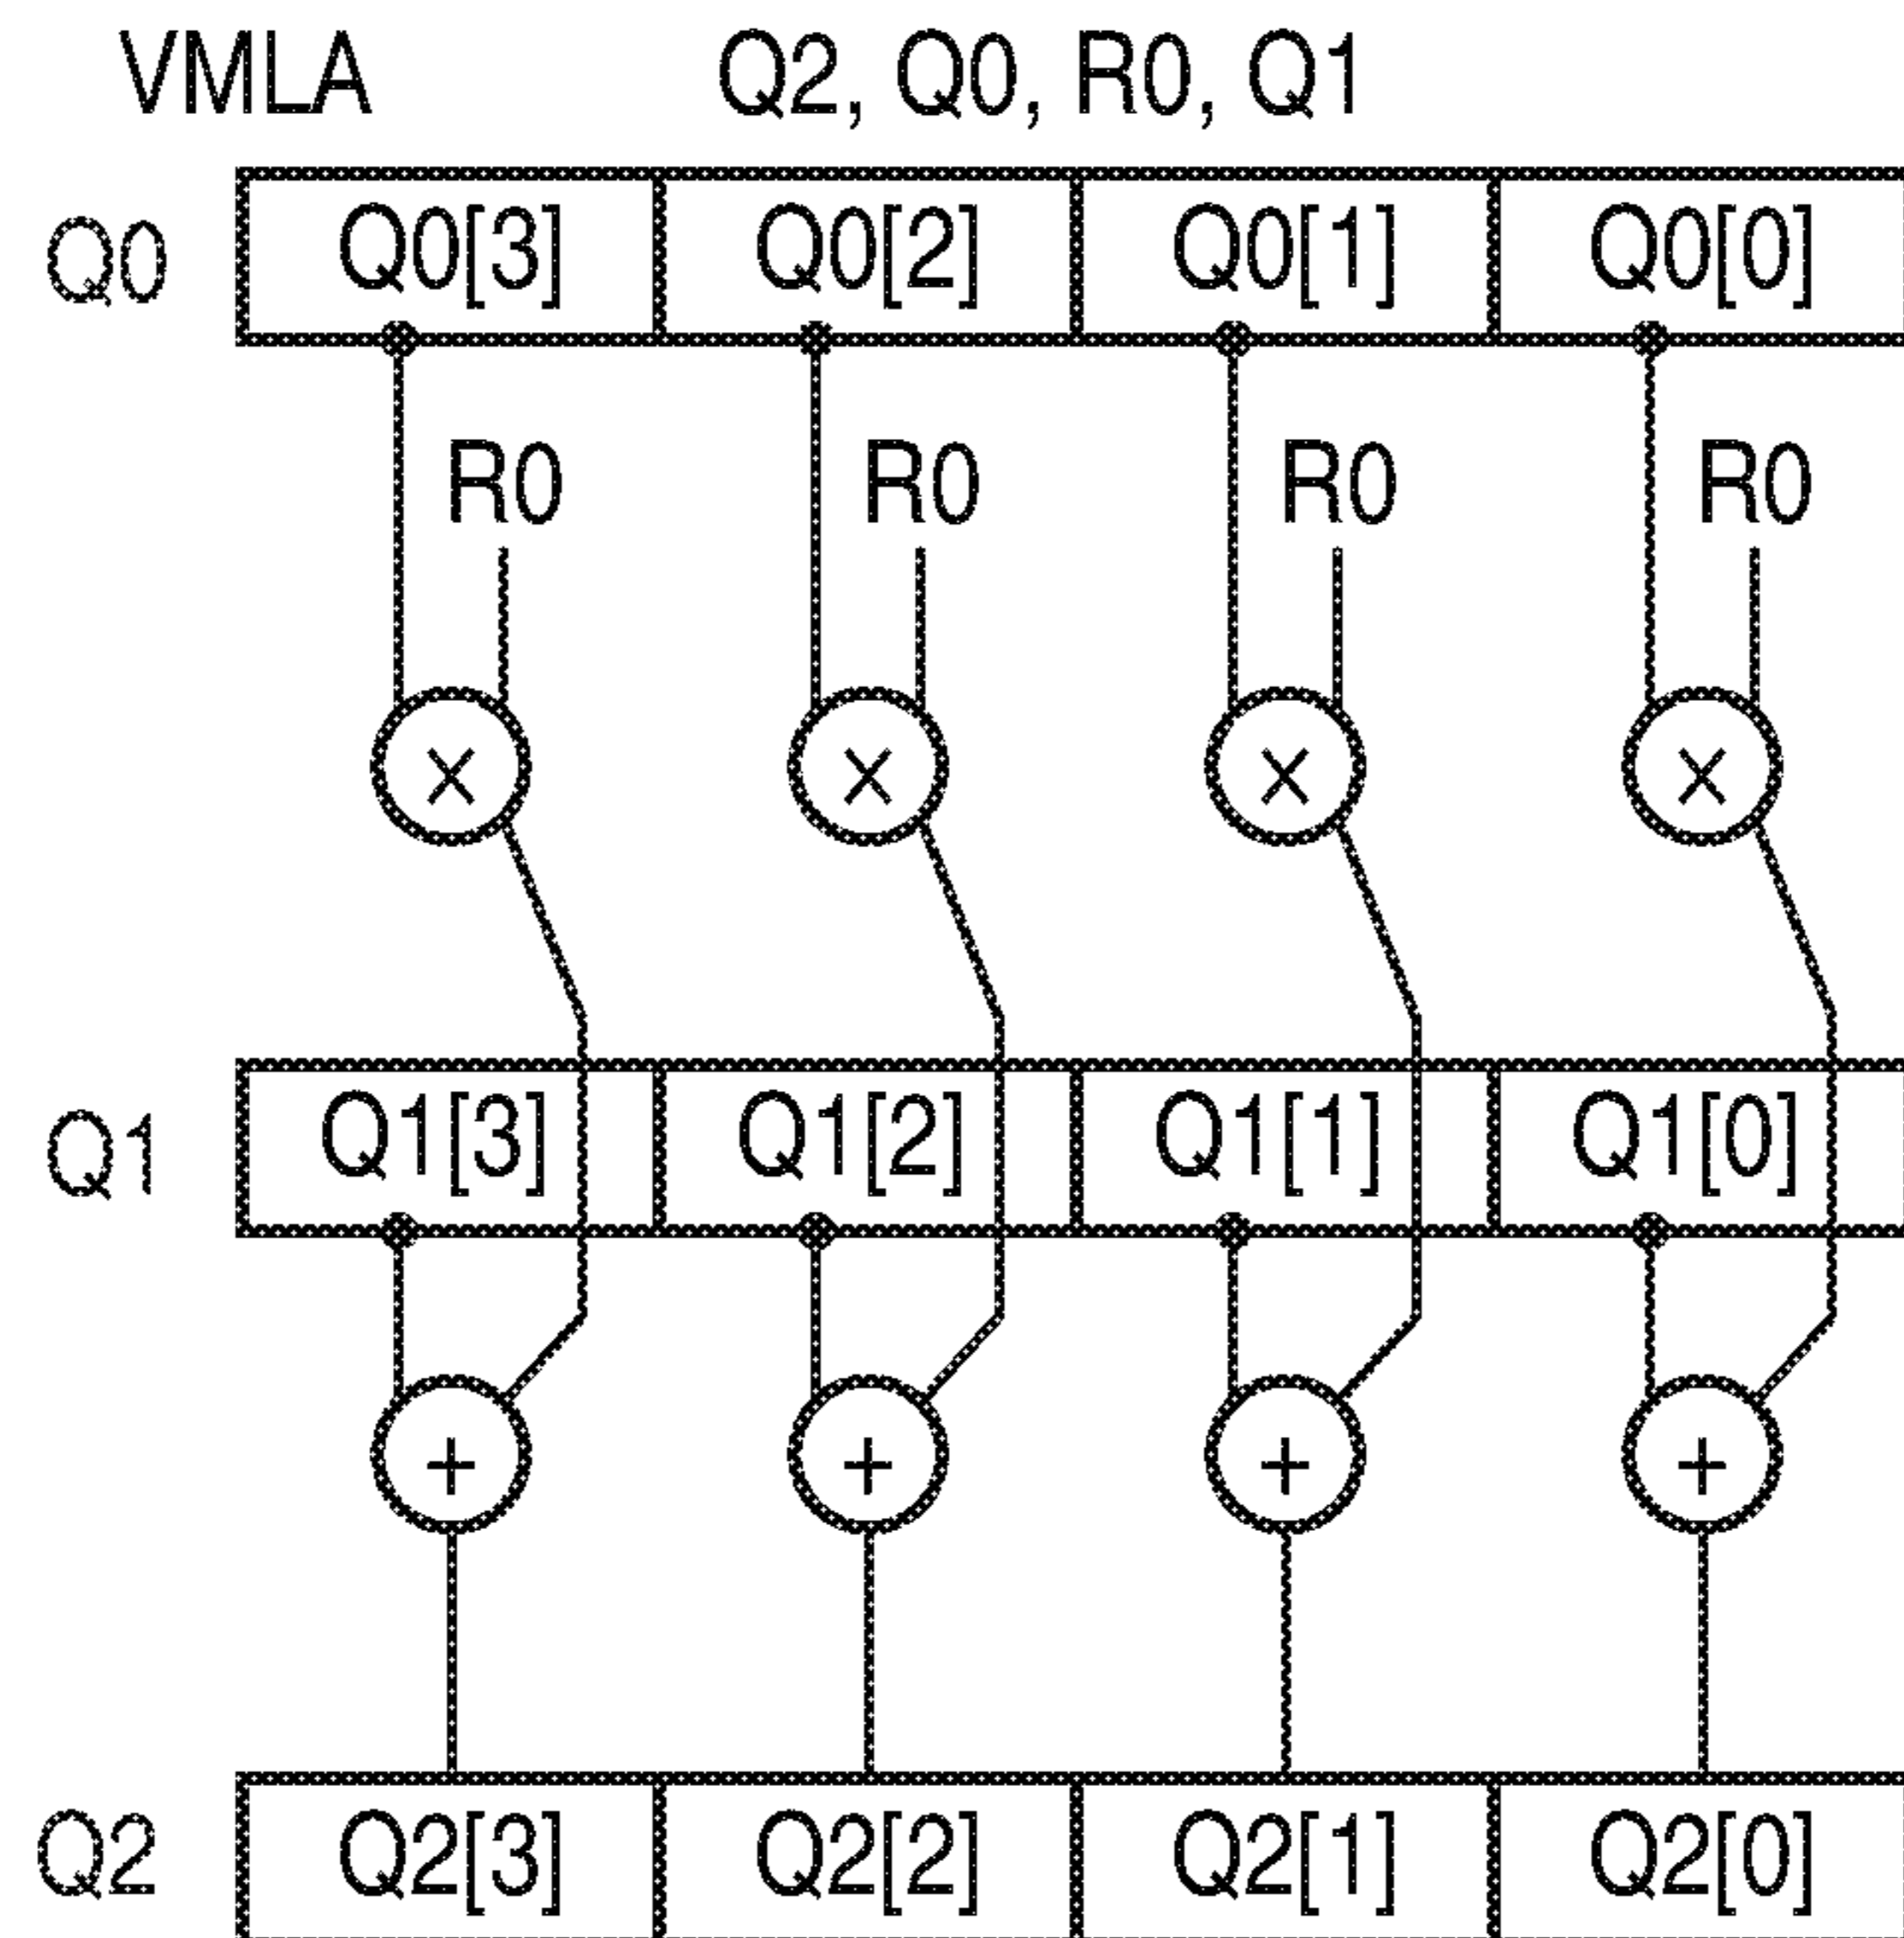 VMLA Q2, Q0, R0, Q1
Q0 Q0[3] Q0[2] Q0[1] Q0[0]
R0 R0 R0 R0
× × × ×
Q1 Q1[3] Q1[2] Q1[1] Q1[0]
+ + + +
Q2 Q2[3] Q2[2] Q2[1] Q2[0]